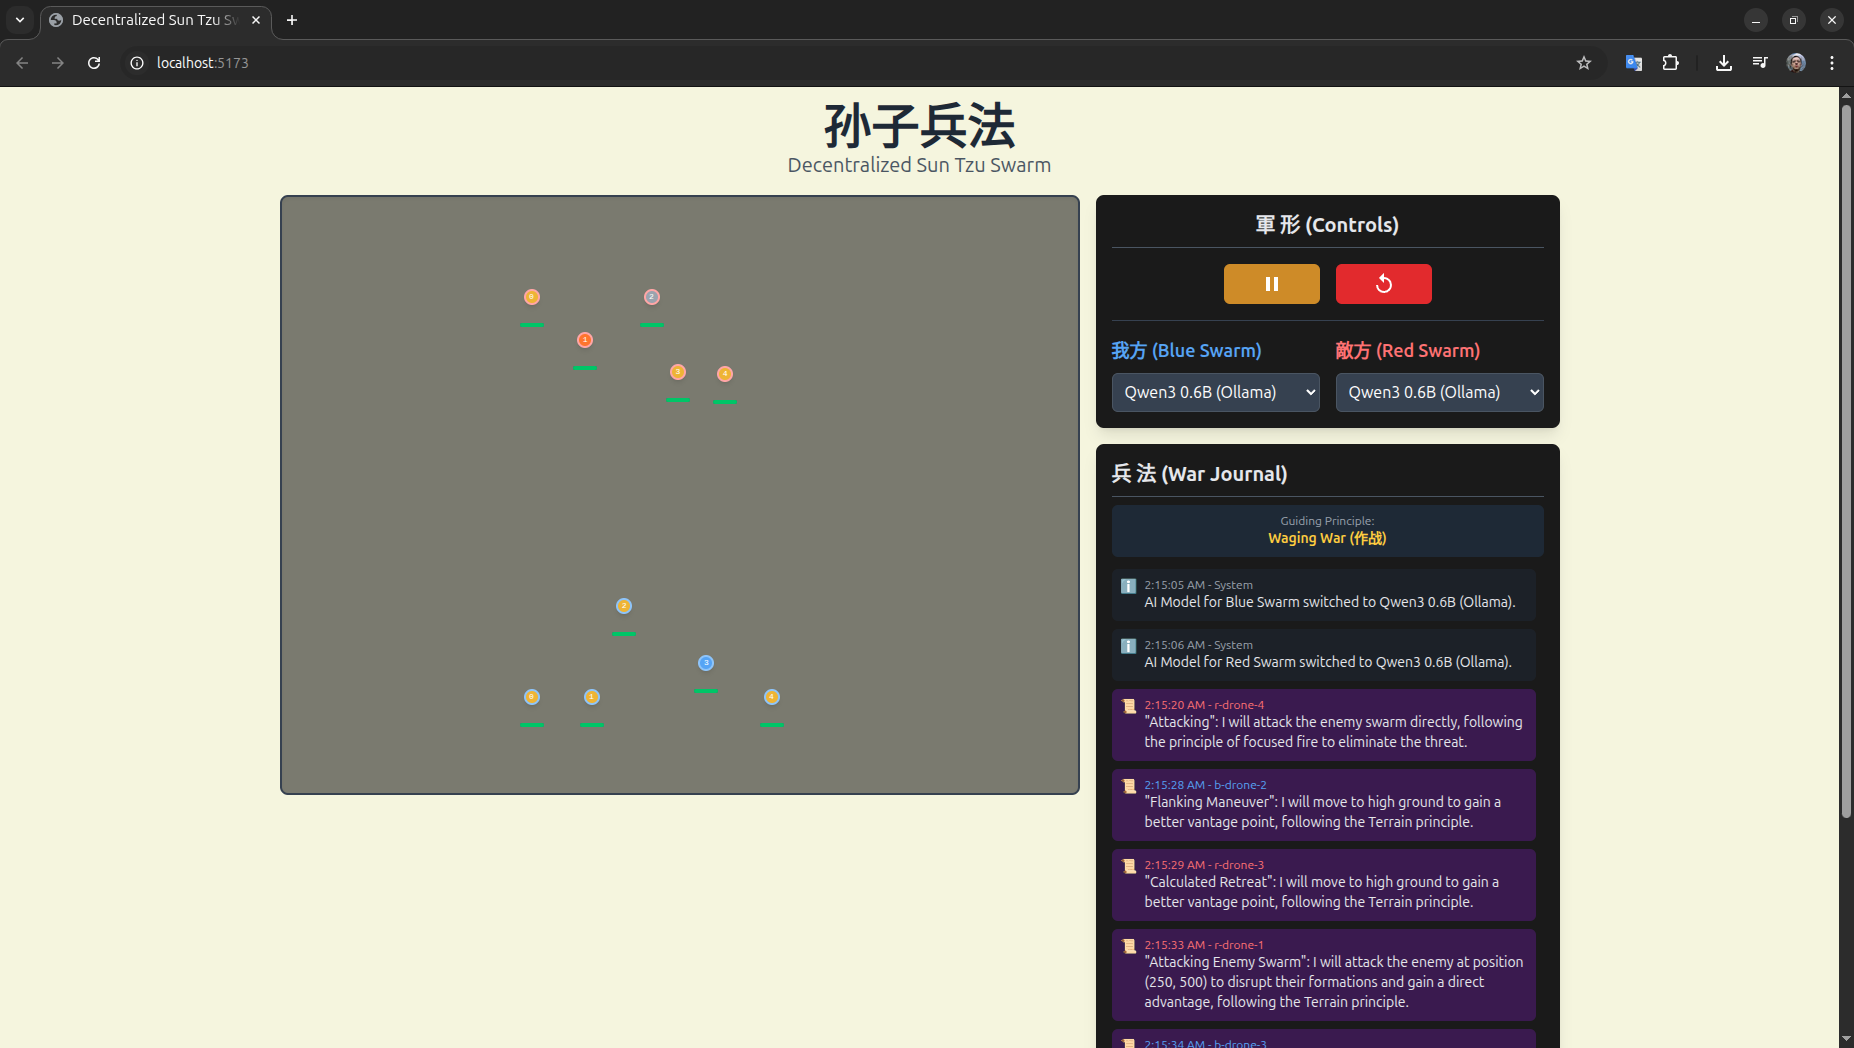 Decentralized Sun Tzu Sw
localhost:5173
孙子兵法
Decentralized Sun Tzu Swarm
0
2
1
3
4
2
3
0
1
4
軍 形 (Controls)
我方 (Blue Swarm)
敵方 (Red Swarm)
Qwen3 0.6B (Ollama)
Qwen3 0.6B (Ollama)
兵 法 (War Journal)
Guiding Principle:
Waging War (作战)
2:15:05 AM - System
AI Model for Blue Swarm switched to Qwen3 0.6B (Ollama).
2:15:06 AM - System
AI Model for Red Swarm switched to Qwen3 0.6B (Ollama).
2:15:20 AM - r-drone-4
"Attacking": I will attack the enemy swarm directly, following
the principle of focused fire to eliminate the threat.
2:15:28 AM - b-drone-2
"Flanking Maneuver": I will move to high ground to gain a
better vantage point, following the Terrain principle.
2:15:29 AM - r-drone-3
"Calculated Retreat": I will move to high ground to gain a
better vantage point, following the Terrain principle.
2:15:33 AM - r-drone-1
"Attacking Enemy Swarm": I will attack the enemy at position
(250, 500) to disrupt their formations and gain a direct
advantage, following the Terrain principle.
2:15:34 AM - b-drone-3